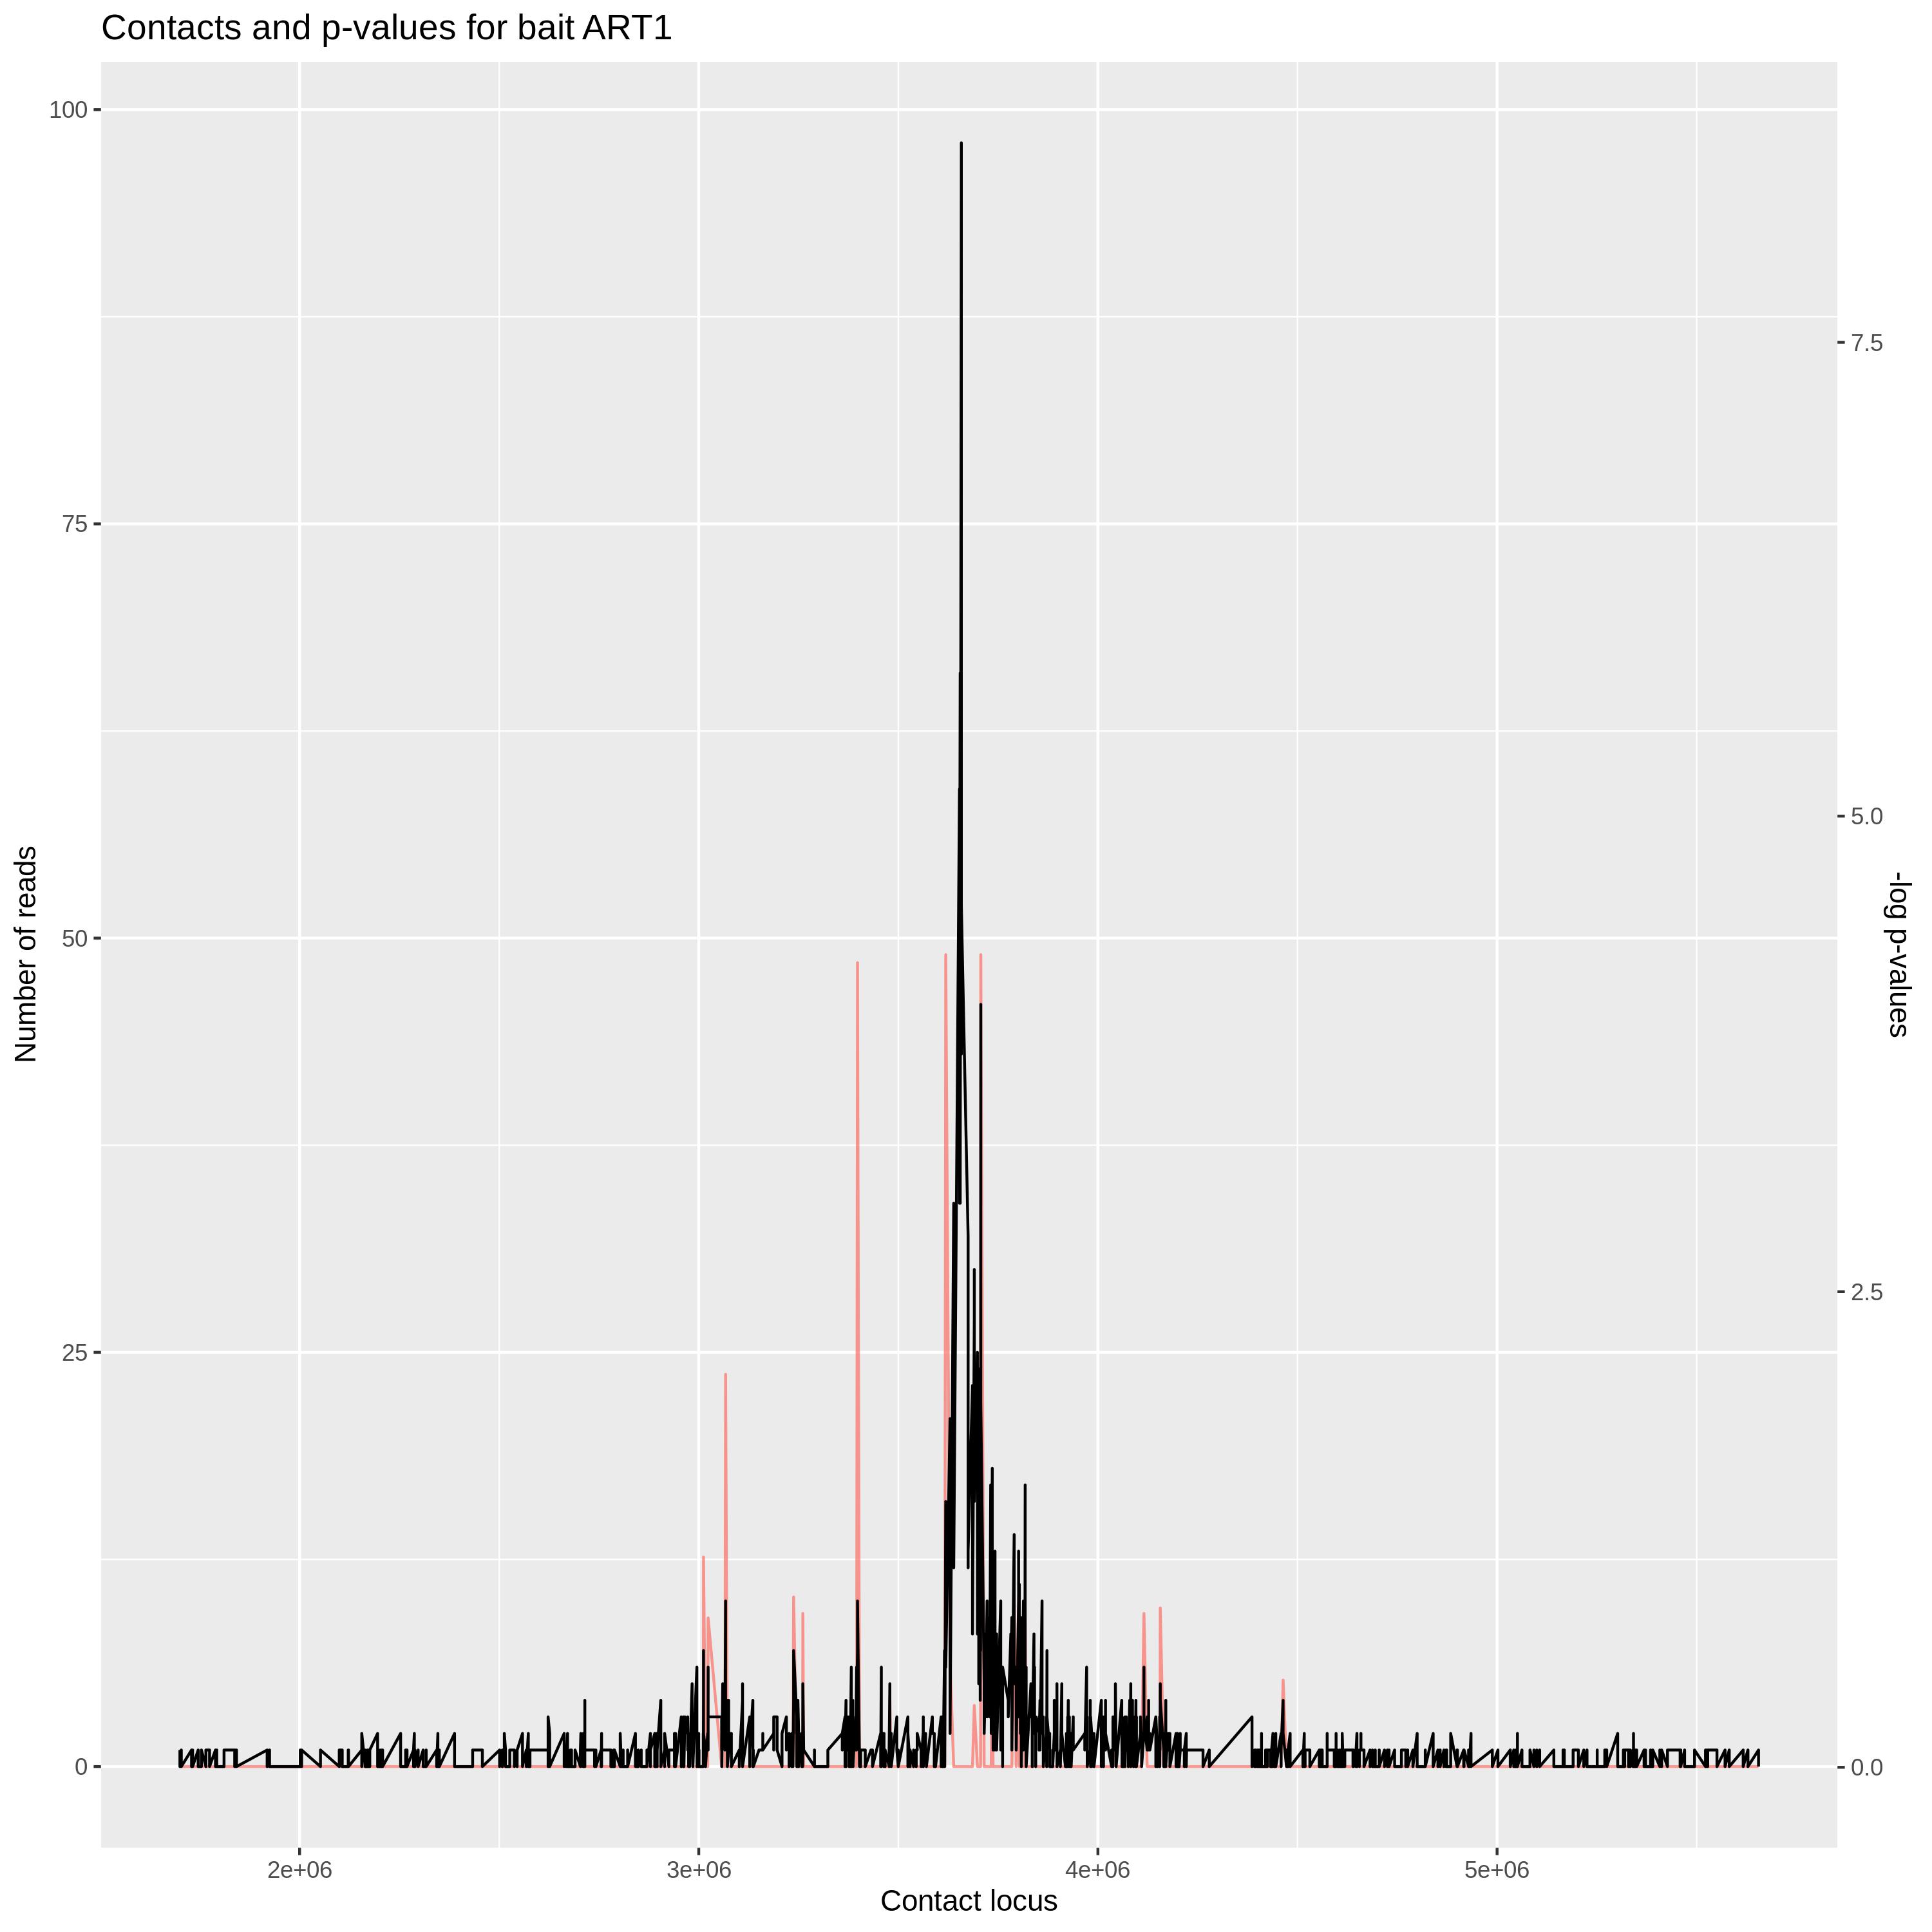 Contacts and p-values for bait ART1
100
75
50
25
0
Number of reads
7.5
5.0
2.5
0.0
-log p-values
2e+06
3e+06
4e+06
5e+06
Contact locus